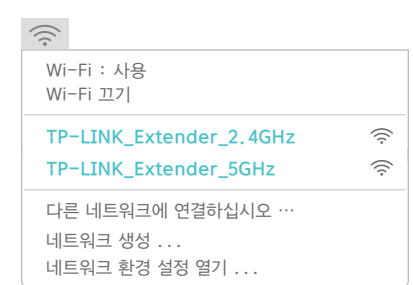 Wi-Fi : 사용
Wi-Fi 끄기
TP-LINK_Extender_2.4GHz
TP-LINK_Extender_5GHz
다른 네트워크에 연결하십시오 …
네트워크 생성 ...
네트워크 환경 설정 열기 ...